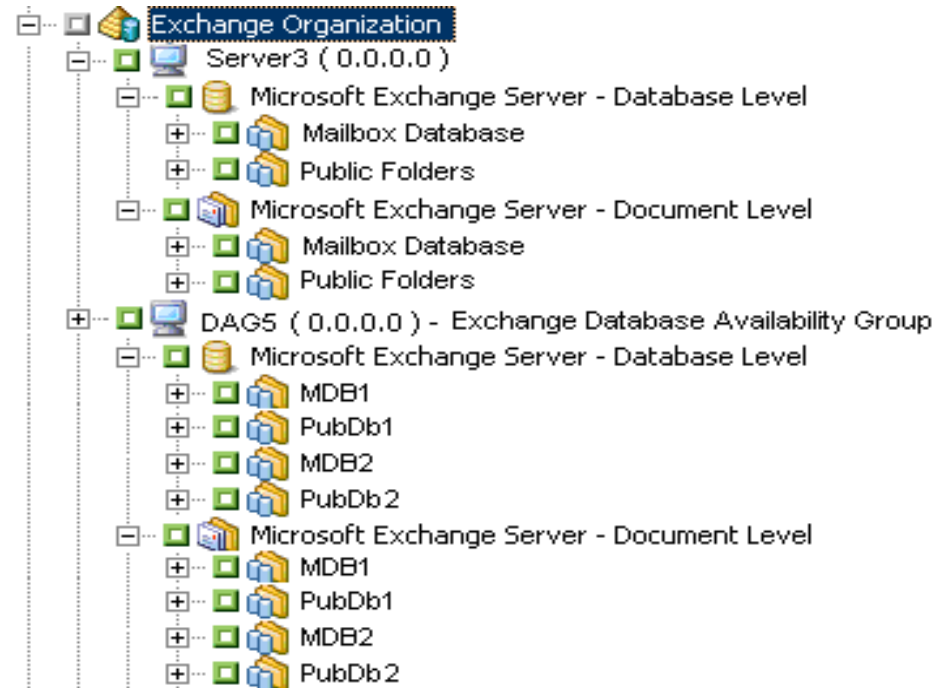 Exchange Organization
Server3 ( 0.0.0.0 )
Microsoft Exchange Server - Database Level
Mailbox Database
Public Folders
Microsoft Exchange Server - Document Level
Mailbox Database
Public Folders
DAG5 ( 0.0.0.0 ) - Exchange Database Availability Group
Microsoft Exchange Server - Database Level
MDB1
PubDb1
MDB2
PubDb2
Microsoft Exchange Server - Document Level
MDB1
PubDb1
MDB2
PubDb2